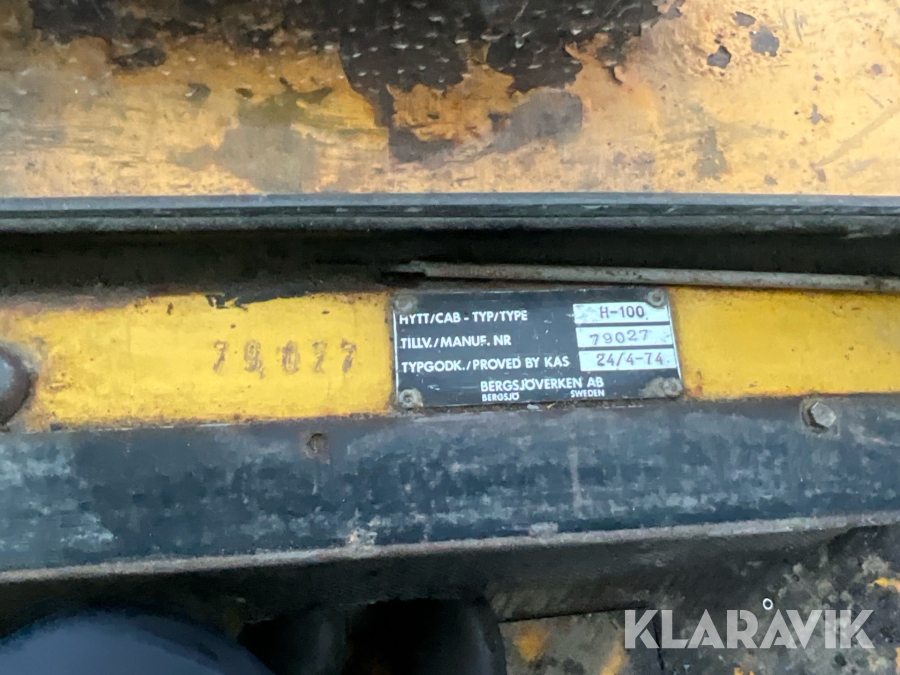 HYTT/CAB - TYP/TYPE H-100
TILLV./MANUF. NR 79027
TYPGODK./PROVED BY KAS 24/4-74
BERGSJÖVERKEN AB
BERGSJÖ SWEDEN
79027
KLARAVIK